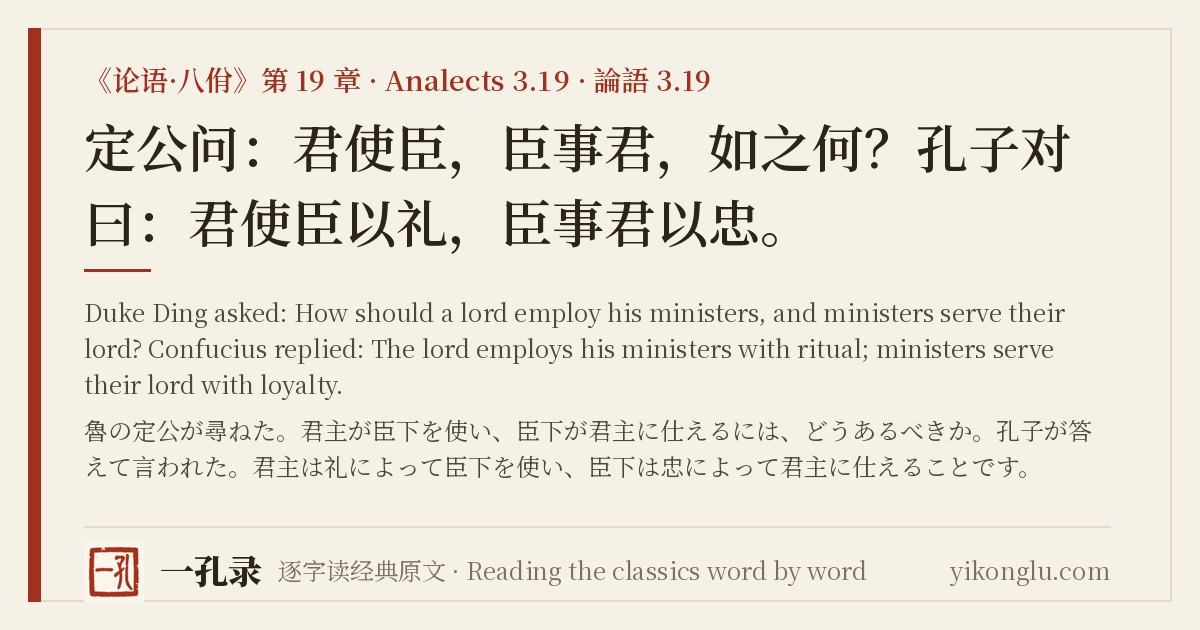 《论语·八佾》第 19 章 · Analects 3.19 · 論語 3.19
定公问：君使臣，臣事君，如之何？孔子对
曰：君使臣以礼，臣事君以忠。
Duke Ding asked: How should a lord employ his ministers, and ministers serve their
lord? Confucius replied: The lord employs his ministers with ritual; ministers serve
their lord with loyalty.
魯の定公が尋ねた。君主が臣下を使い、臣下が君主に仕えるには、どうあるべきか。孔子が答
えて言われた。君主は礼によって臣下を使い、臣下は忠によって君主に仕えることです。
一孔
一孔录 逐字读经典原文 · Reading the classics word by word yikonglu.com